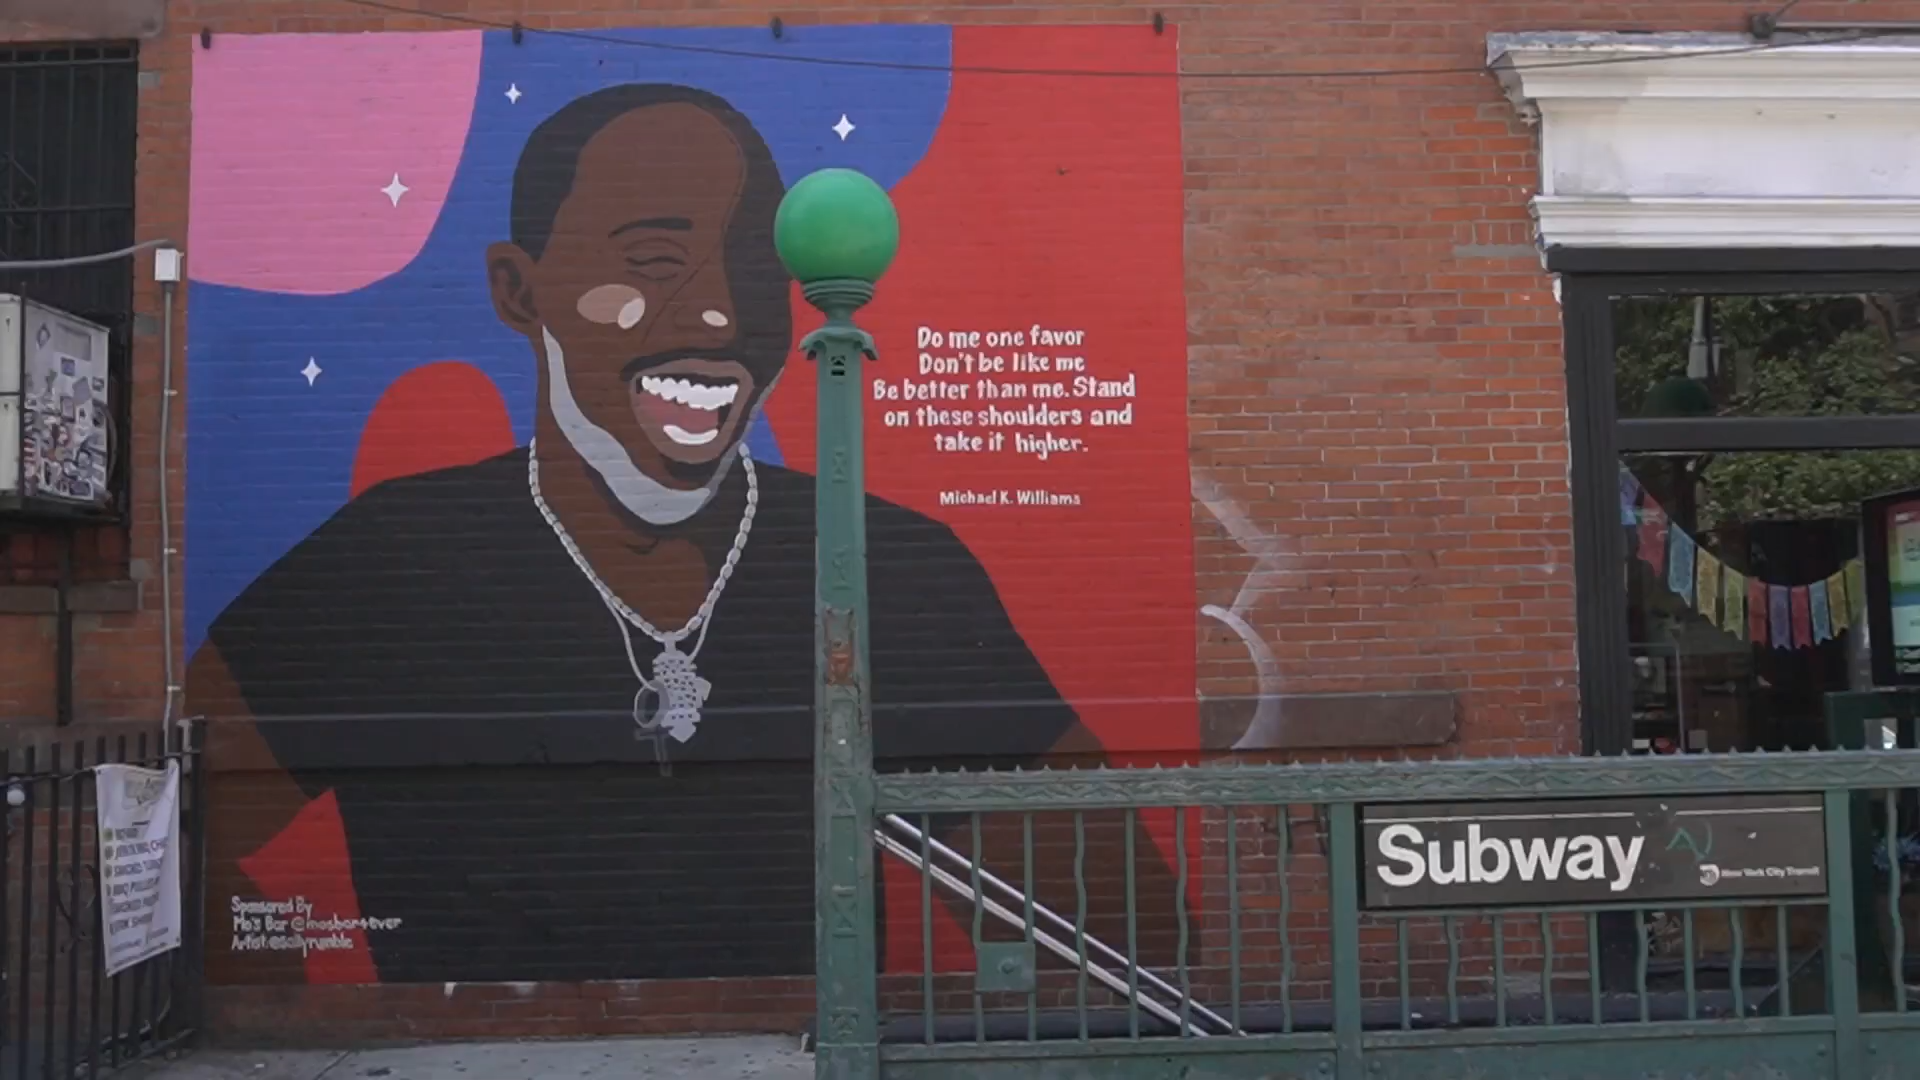 Do me one favor
Don't be like me
Be better than me. Stand
on these shoulders and
take it higher.
Michael K. Williams
Sponsored By
Mo's Bar @mosbar4ever
Artist @sallyrumble
Subway
New York City Transit